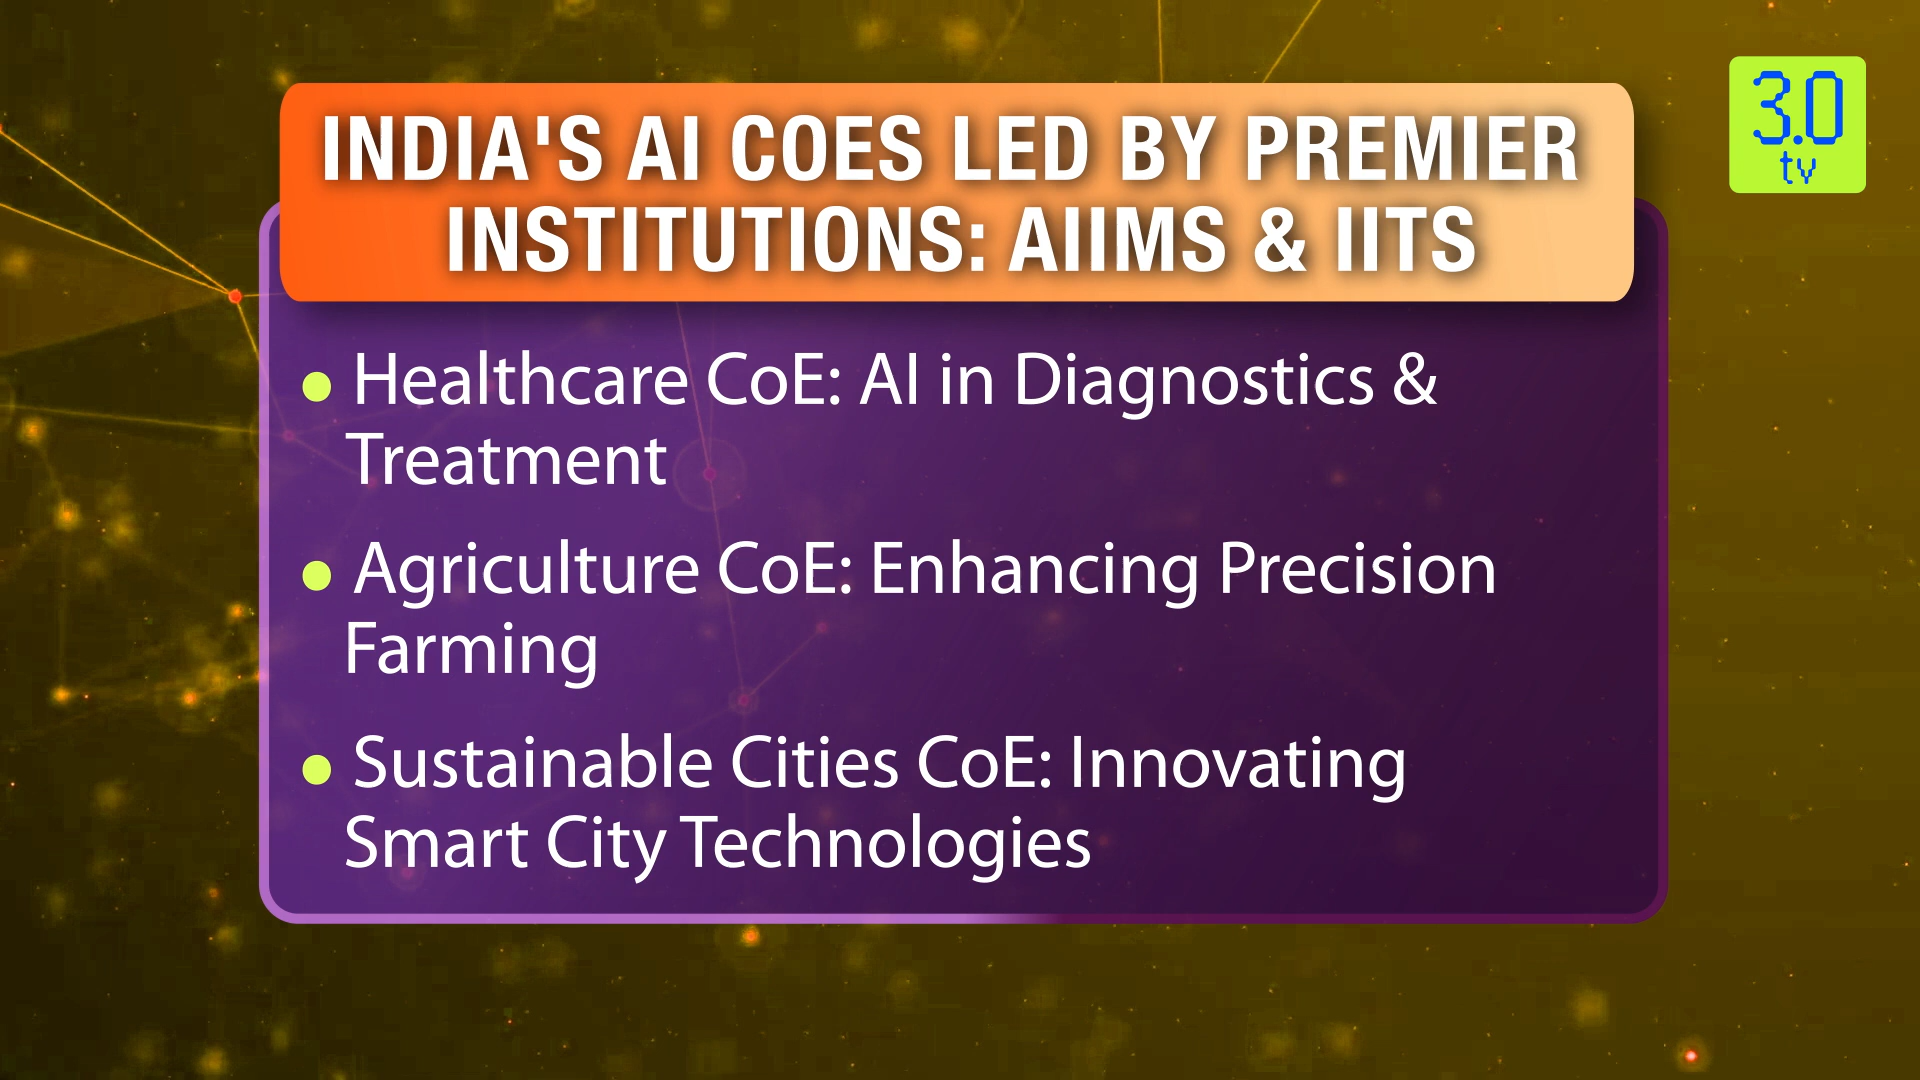 INDIA'S AI COES LED BY PREMIER
INSTITUTIONS: AIIMS & IITS
3.0
tv
• Healthcare CoE: AI in Diagnostics &
Treatment
• Agriculture CoE: Enhancing Precision
Farming
• Sustainable Cities CoE: Innovating
Smart City Technologies